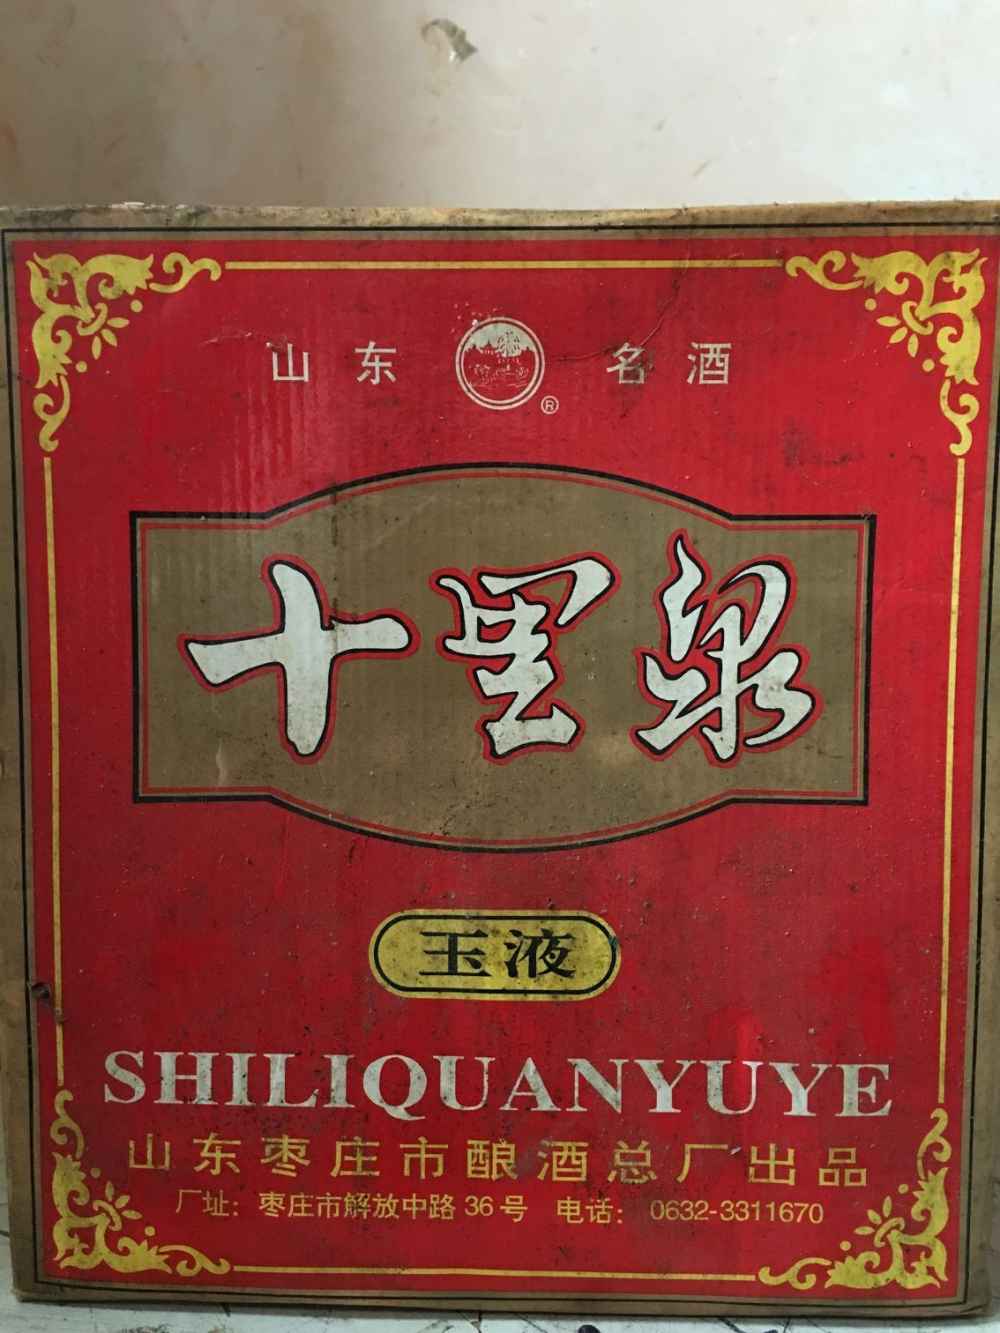 山东 名酒
®
十里泉
玉液
SHILIQUANYUYE
山东枣庄市酿酒总厂出品
厂址：枣庄市解放中路36号 电话：0632-3311670